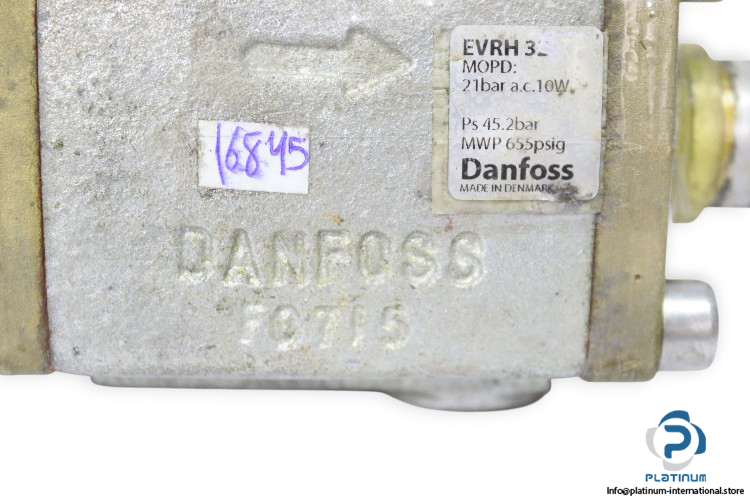 EVRH
MOPD:
21bar a.c.10W
Ps 45.2bar
MWP 655psig
Danfoss
MADE IN DENMARK
16845
DANFOSS
PLATINUM
Info@platinum-international.store